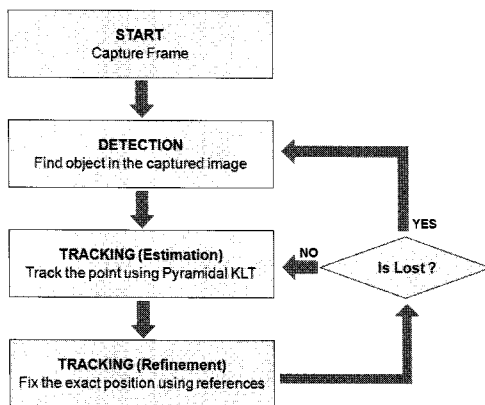 START
Capture Frame
DETECTION
Find object in the captured image
YES
TRACKING (Estimation)
Track the point using Pyramidal KLT
NO
Is Lost ?
TRACKING (Refinement)
Fix the exact position using references